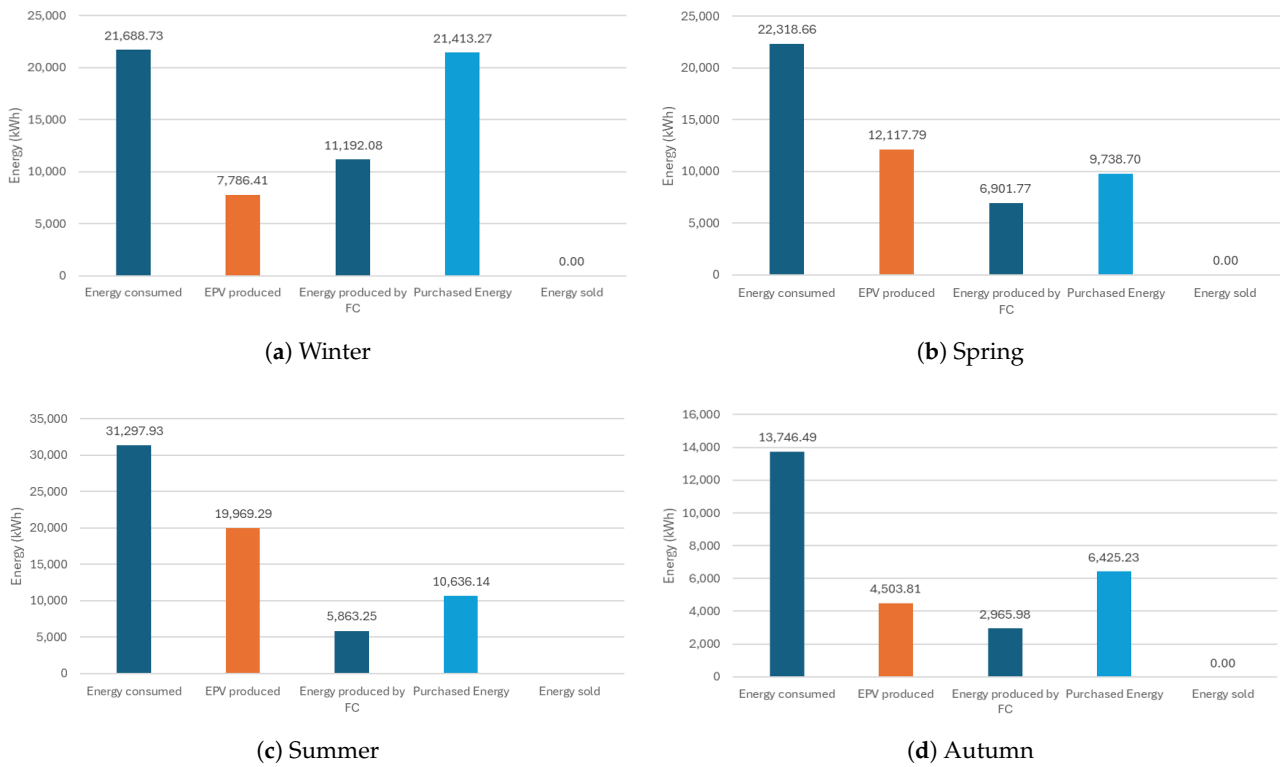 25,000
20,000
15,000
10,000
5,000
0
Energy (kWh)
21,688.73
7,786.41
11,192.08
21,413.27
0.00
Energy consumed
EPV produced
Energy produced by
FC
Purchased Energy
Energy sold
(a) Winter
25,000
20,000
15,000
10,000
5,000
0
Energy (kWh)
22,318.66
12,117.79
6,901.77
9,738.70
0.00
Energy consumed
EPV produced
Energy produced by
FC
Purchased Energy
Energy sold
(b) Spring
35,000
30,000
25,000
20,000
15,000
10,000
5,000
0
Energy (kWh)
31,297.93
19,969.29
5,863.25
10,636.14
Energy consumed
EPV produced
Energy produced by
FC
Purchased Energy
Energy sold
(c) Summer
16,000
14,000
12,000
10,000
8,000
6,000
4,000
2,000
0
Energy (kWh)
13,746.49
4,503.81
2,965.98
6,425.23
0.00
Energy consumed
EPV produced
Energy produced by
FC
Purchased Energy
Energy sold
(d) Autumn